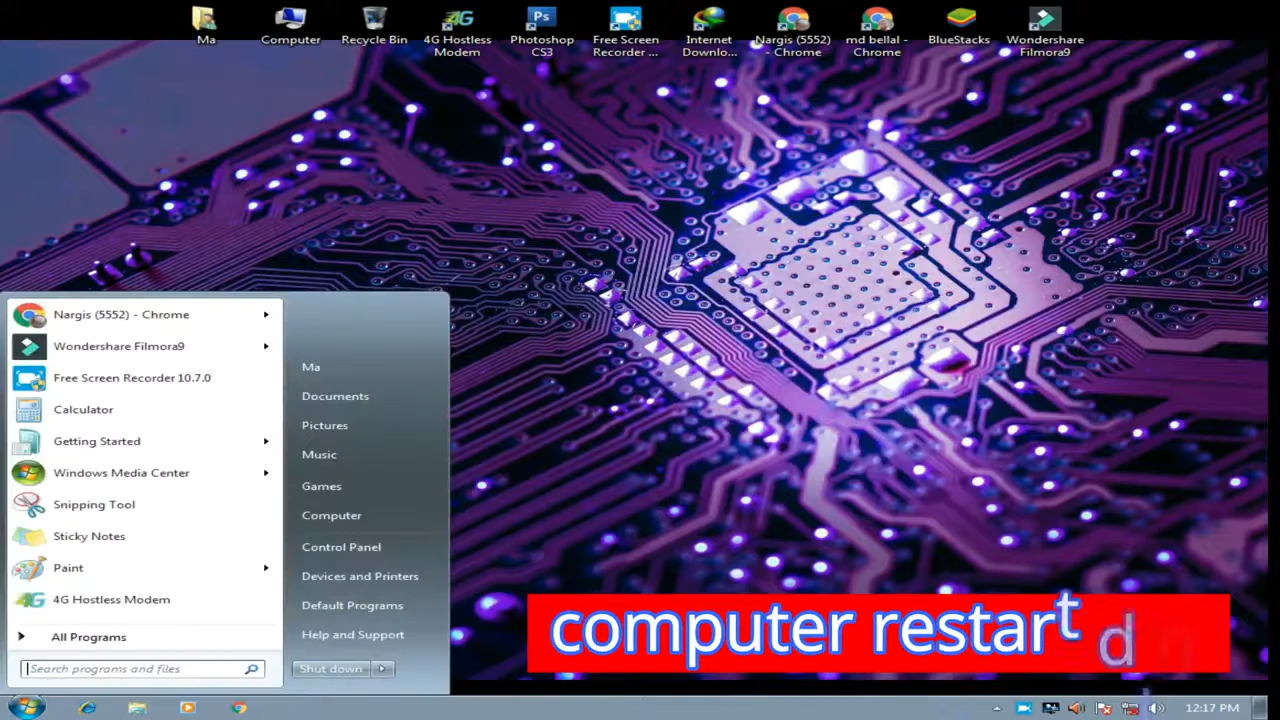 Ma
Computer
Recycle Bin
4G Hostless
Modem
Photoshop
CS3
Free Screen
Recorder ...
Internet
Downlo...
Nargis (5552)
- Chrome
md bellal -
Chrome
BlueStacks
Wondershare
Filmora9
Nargis (5552) - Chrome
Wondershare Filmora9
Free Screen Recorder 10.7.0
Calculator
Getting Started
Windows Media Center
Snipping Tool
Sticky Notes
Paint
4G Hostless Modem
All Programs
Search programs and files
Ma
Documents
Pictures
Music
Games
Computer
Control Panel
Devices and Printers
Default Programs
Help and Support
Shut down
computer restart
12:17 PM